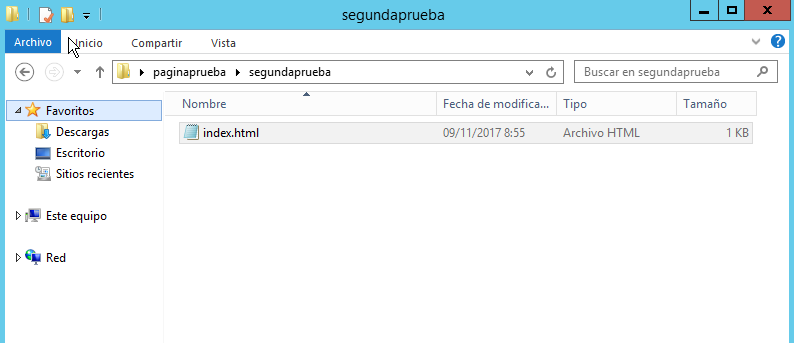 segundaprueba
Archivo Inicio Compartir Vista
paginaprueba segundaprueba Buscar en segundaprueba
Favoritos
Descargas
Escritorio
Sitios recientes
Este equipo
Red
Nombre Fecha de modifica... Tipo Tamaño
index.html 09/11/2017 8:55 Archivo HTML 1 KB